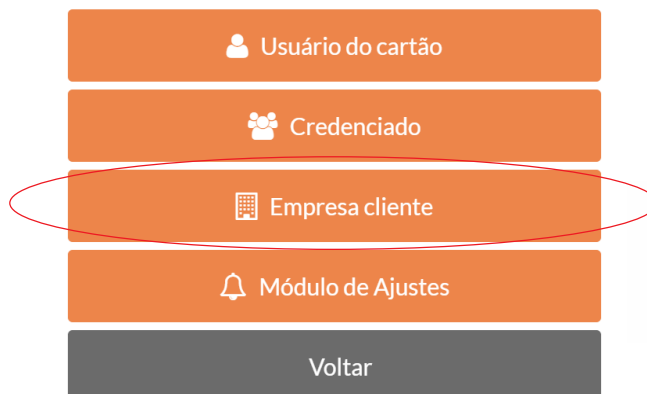 Usuário do cartão
Credenciado
Empresa cliente
Módulo de Ajustes
Voltar